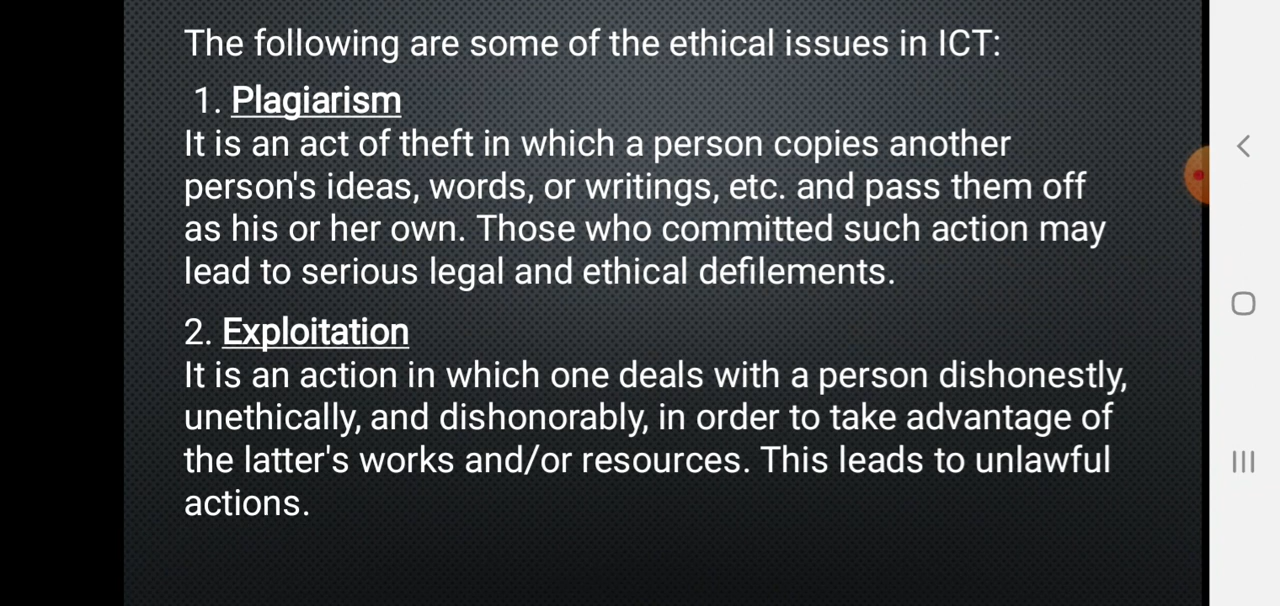 The following are some of the ethical issues in ICT:
1. Plagiarism
It is an act of theft in which a person copies another
person's ideas, words, or writings, etc. and pass them off
as his or her own. Those who committed such action may
lead to serious legal and ethical defilements.
2. Exploitation
It is an action in which one deals with a person dishonestly,
unethically, and dishonorably, in order to take advantage of
the latter's works and/or resources. This leads to unlawful
actions.